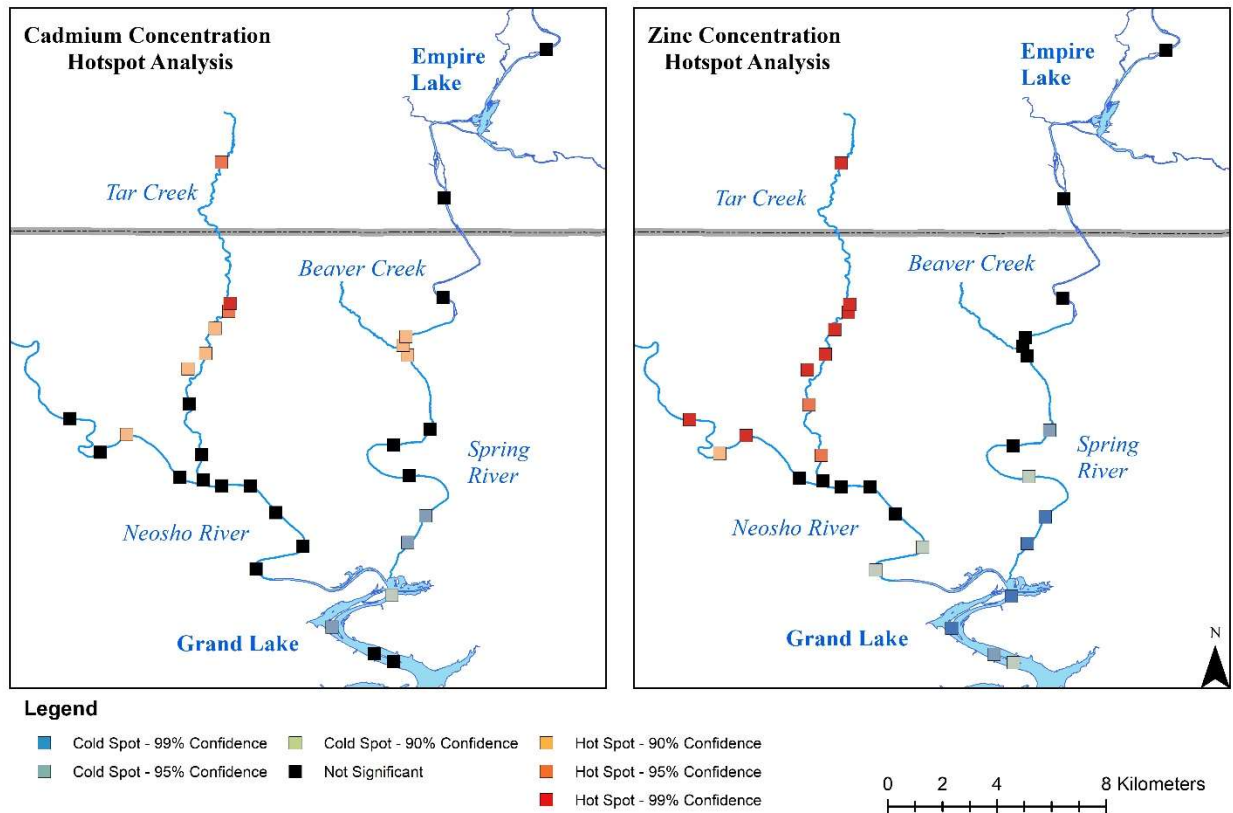 Cadmium Concentration
Hotspot Analysis
Empire
Lake
Tar Creek
Beaver Creek
Spring
River
Neosho River
Grand Lake
Zinc Concentration
Hotspot Analysis
Empire
Lake
Tar Creek
Beaver Creek
Spring
River
Neosho River
Grand Lake
N
Legend
Cold Spot - 99% Confidence
Cold Spot - 95% Confidence
Cold Spot - 90% Confidence
Not Significant
Hot Spot - 90% Confidence
Hot Spot - 95% Confidence
Hot Spot - 99% Confidence
0 2 4 8 Kilometers